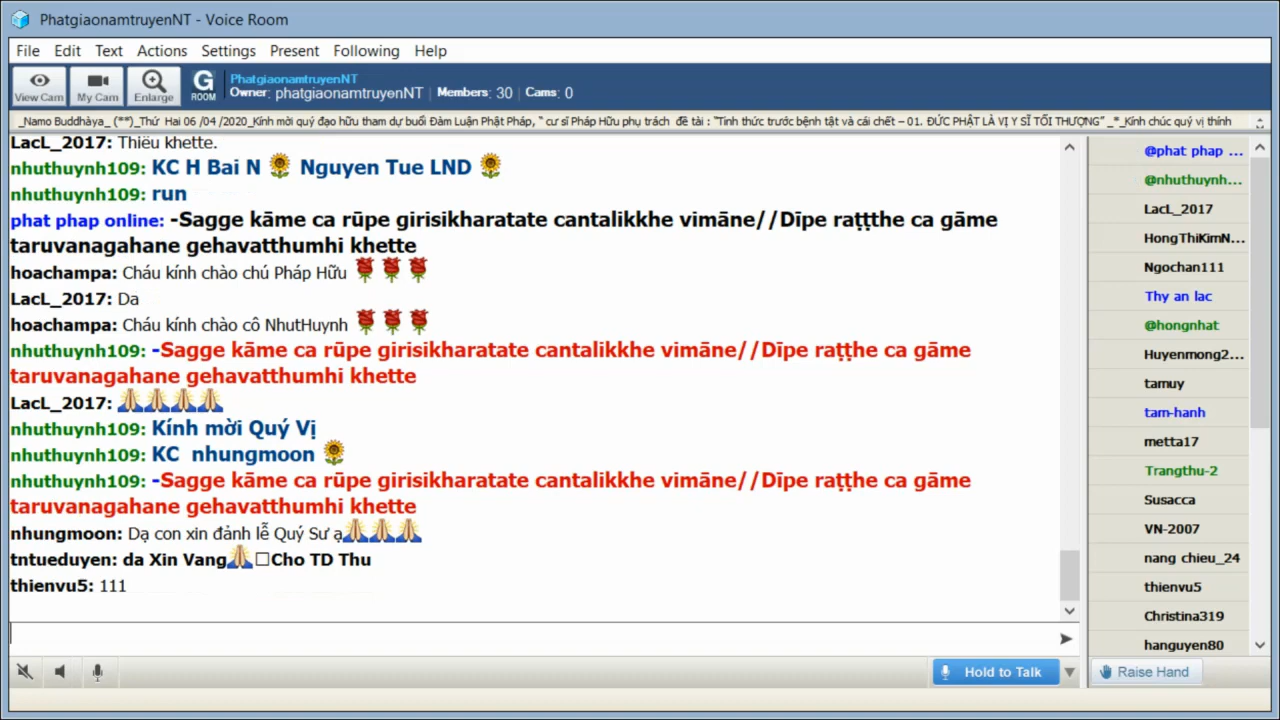 PhatgiaonamtruyenNT - Voice Room
File Edit Text Actions Settings Present Following Help
View Cam My Cam Enlarge G ROOM
PhatgiaonamtruyenNT
Owner: phatgiaonamtruyenNT | Members: 30 | Cams: 0
_Namo Buddhàya_ (**)_Thứ Hai 06 /04 /2020_Kính mời quý đạo hữu tham dự buổi Đàm Luận Phật Pháp, “ cư sĩ Pháp Hữu phụ trách đề tài : “Tỉnh thức trước bệnh tật và cái chết – 01. ĐỨC PHẬT LÀ VỊ Y SĨ TỐI THƯỢNG” _*_Kính chúc quý vị thính
LacL_2017: Thiếu khette.
nhuthuynh109: KC H Bai N Nguyen Tue LND
nhuthuynh109: run
phat phap online: -Sagge kāme ca rūpe girisikharatate cantalikkhe vimāne//Dīpe raṭṭhe ca gāme
taruvanagahane gehavatthumhi khette
hoachampa: Cháu kính chào chú Pháp Hữu
LacL_2017: Da
hoachampa: Cháu kính chào cô NhutHuynh
nhuthuynh109: -Sagge kāme ca rūpe girisikharatate cantalikkhe vimāne//Dīpe raṭṭhe ca gāme
taruvanagahane gehavatthumhi khette
LacL_2017:
nhuthuynh109: Kính mời Quý Vị
nhuthuynh109: KC nhungmoon
nhuthuynh109: -Sagge kāme ca rūpe girisikharatate cantalikkhe vimāne//Dīpe raṭṭhe ca gāme
taruvanagahane gehavatthumhi khette
nhungmoon: Dạ con xin đảnh lễ Quý Sư ạ
tntueduyen: da Xin Vang Cho TD Thu
thienvu5: 111
@phat phap ...
@nhuthuynh...
LacL_2017
HongThiKimN...
Ngochan111
Thy an lac
@hongnhat
Huyenmong2...
tamuy
tam-hanh
metta17
Trangthu-2
Susacca
VN-2007
nang chieu_24
thienvu5
Christina319
hanguyen80
Hold to Talk
Raise Hand